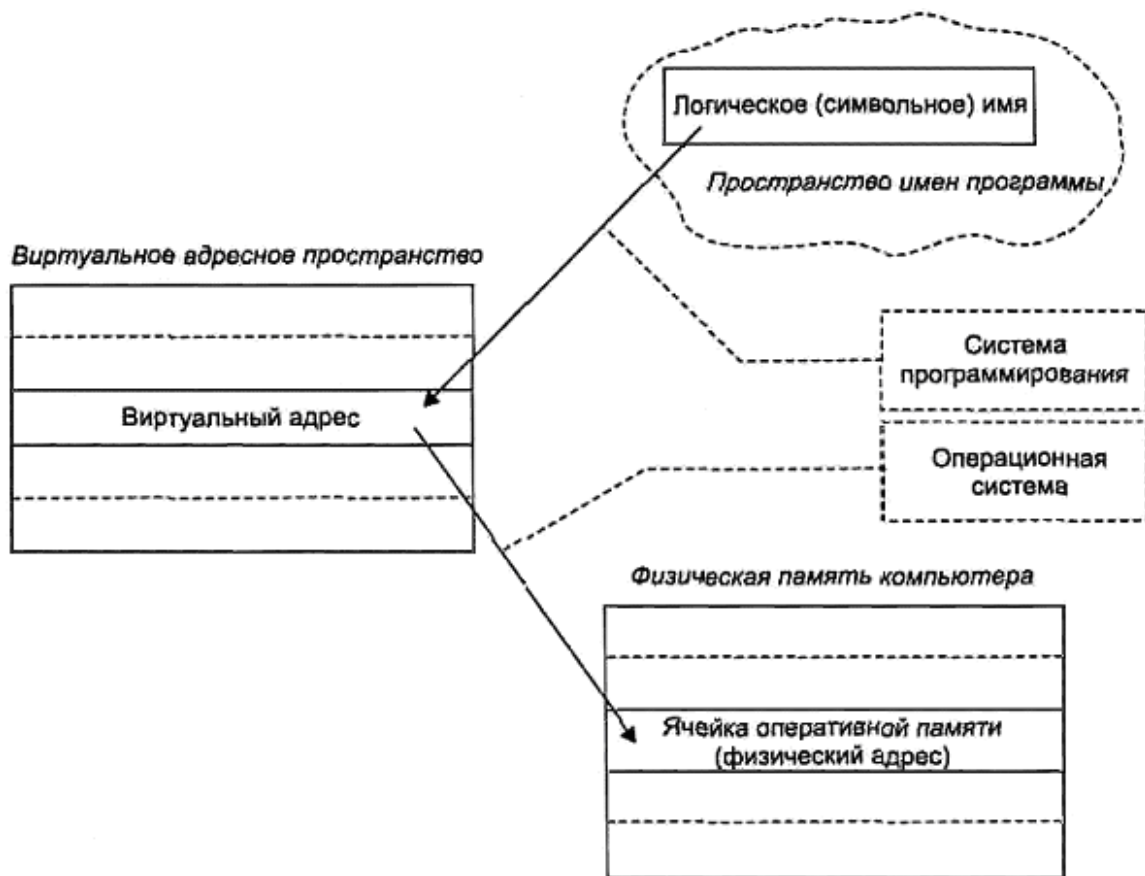 Логическое (символьное) имя
Пространство имен программы
Виртуальное адресное пространство
Виртуальный адрес
Система
программирования
Операционная
система
Физическая память компьютера
Ячейка оперативной памяти
(физический адрес)